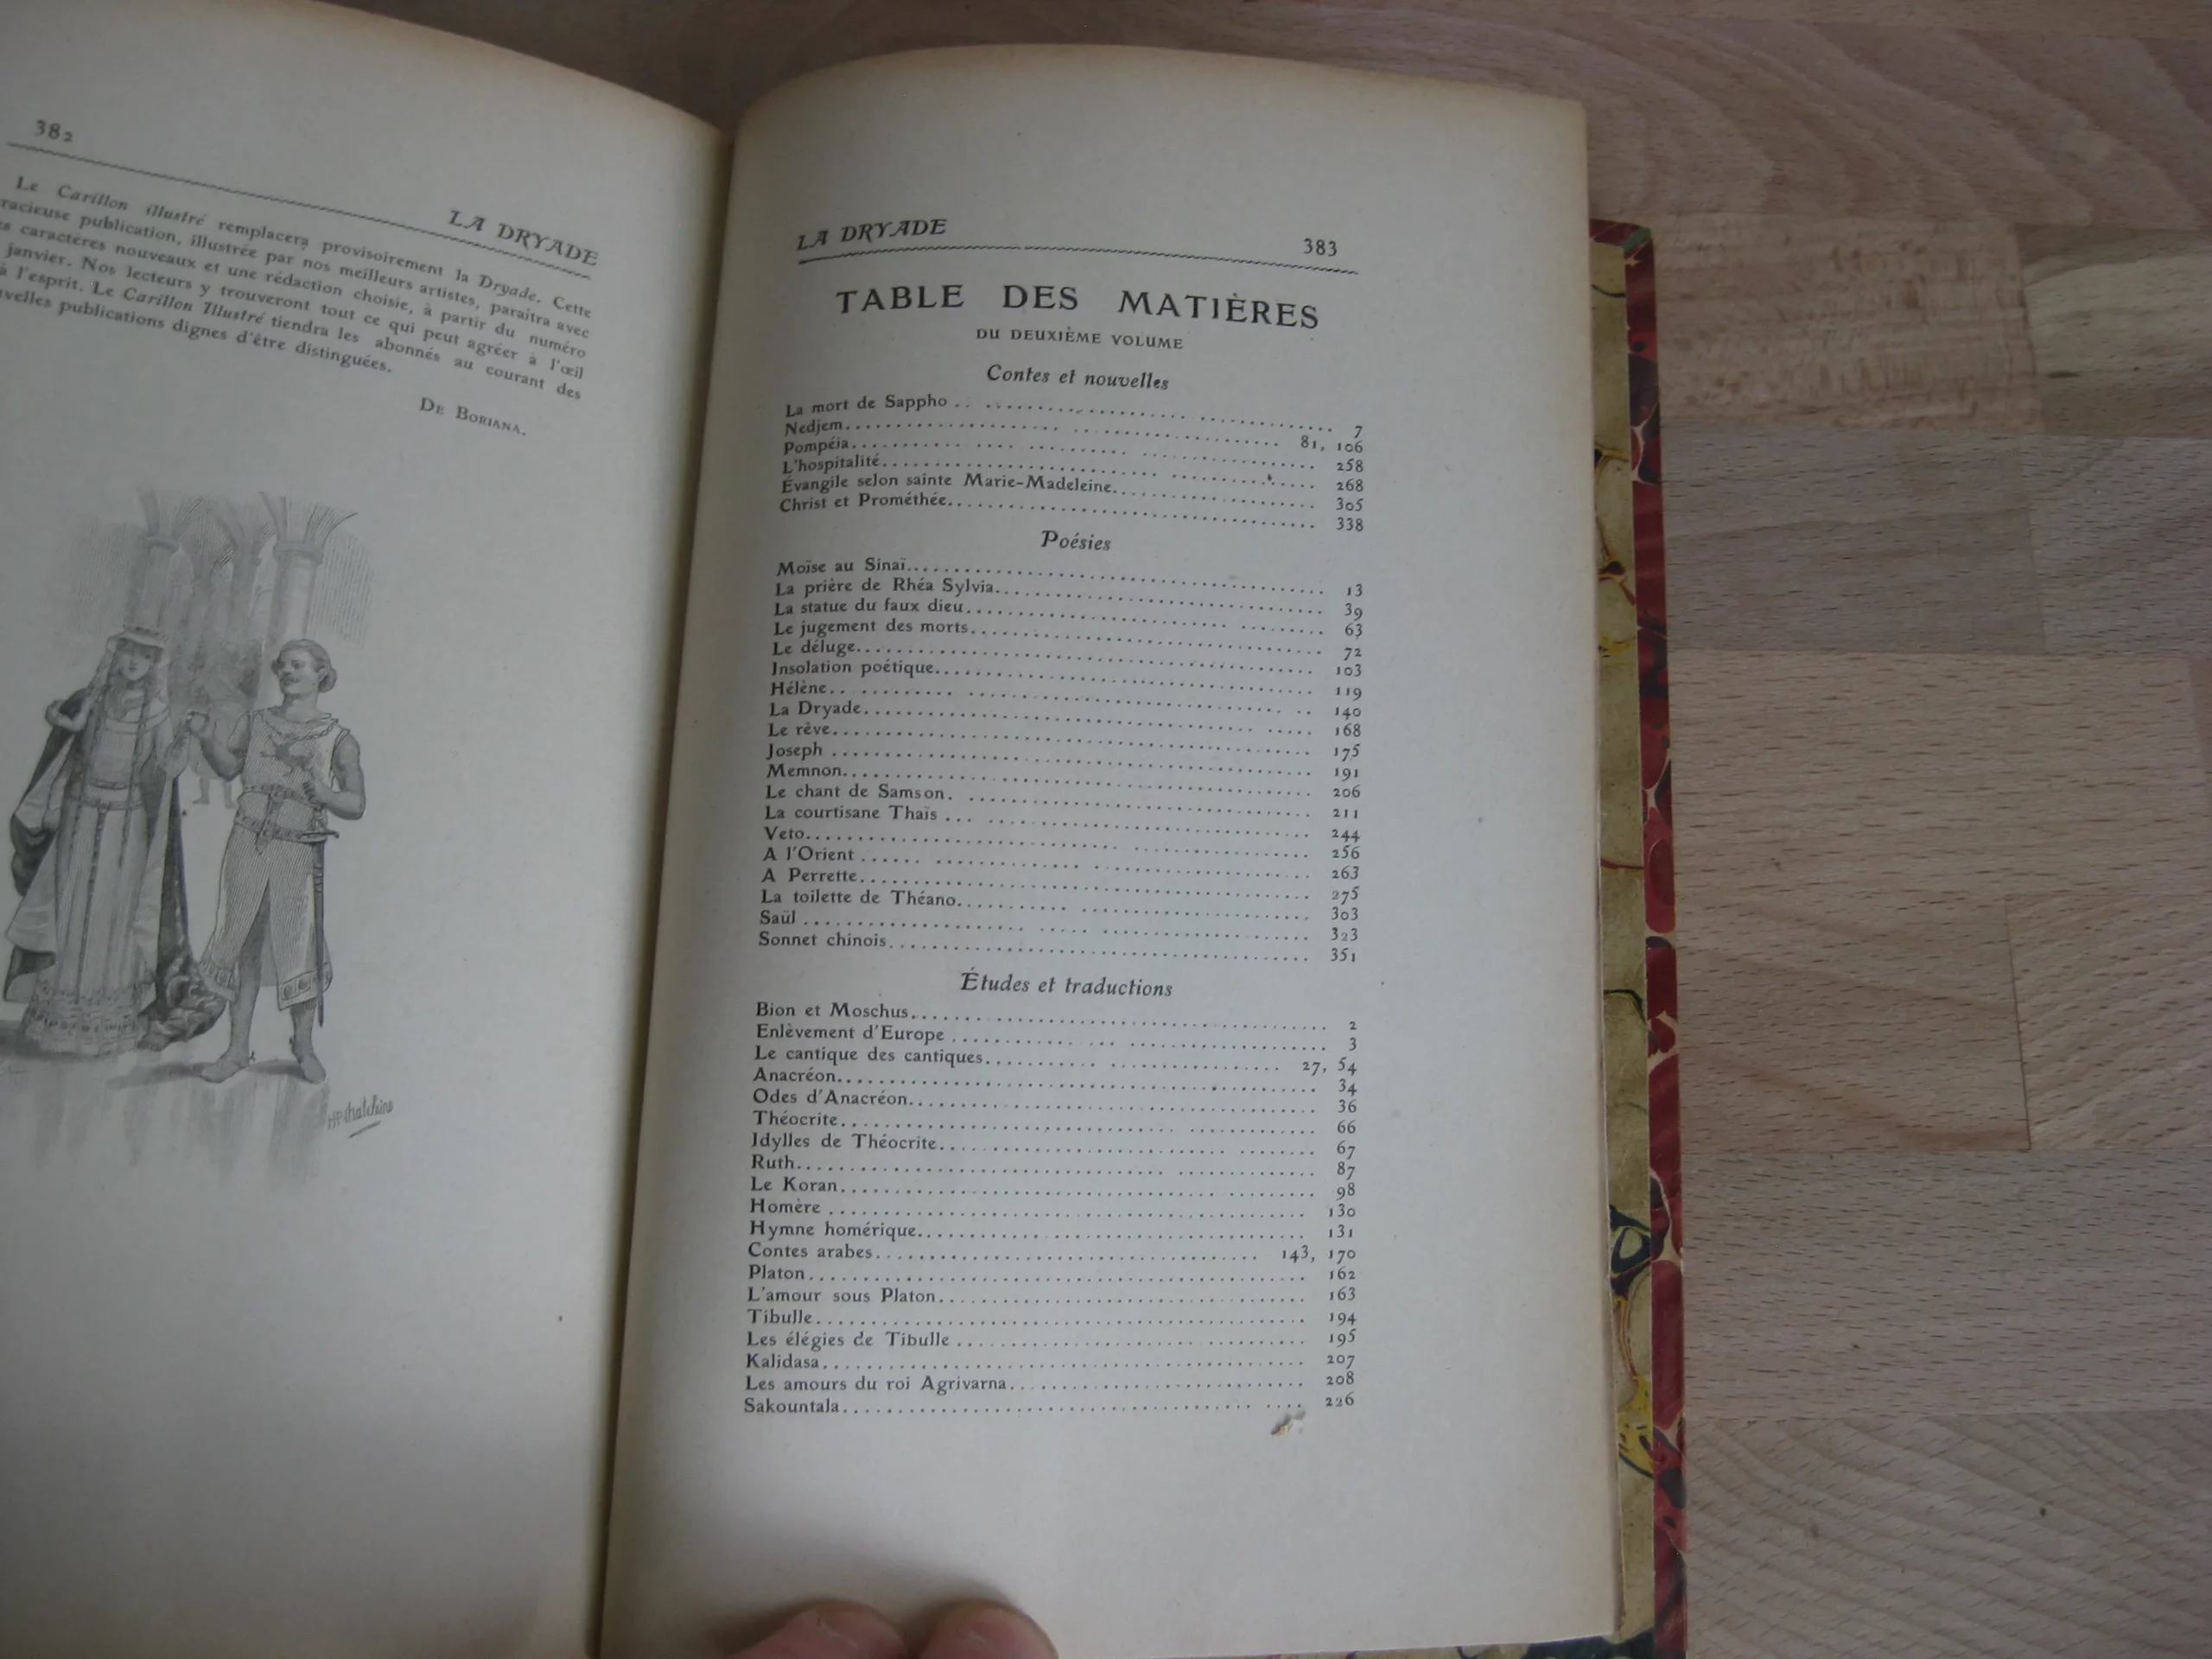 382
LA DRYADE
Le Carillon illustré remplacera provisoirement la Dryade. Cette
racieuse publication, illustrée par nos meilleurs artistes, paraitra avec
s caractères nouveaux et une rédaction choisie, à partir du numéro
janvier. Nos lecteurs y trouveront tout ce qui peut agréer à l'œil
à l'esprit. Le Carillon Illustré tiendra les abonnés au courant des
velles publications dignes d'être distinguées.
De Boriana.
LA DRYADE 383
TABLE DES MATIÈRES
DU DEUXIÈME VOLUME
Contes et nouvelles
La mort de Sappho 7
Nedjem 81, 106
Pompéia 258
L'hospitalité 268
Évangile selon sainte Marie-Madeleine 305
Christ et Prométhée 338
Poésies
Moïse au Sinaï 13
La prière de Rhéa Sylvia 39
La statue du faux dieu 63
Le jugement des morts 72
Le déluge 103
Insolation poétique 119
Hélène 140
La Dryade 168
Le rêve 175
Joseph 191
Memnon 206
Le chant de Samson 211
La courtisane Thaïs 244
Veto 256
A l'Orient 263
A Perrette 275
La toilette de Théano 303
Saül 323
Sonnet chinois 351
Études et traductions
Bion et Moschus 2
Enlèvement d'Europe 3
Le cantique des cantiques 27, 54
Anacréon 34
Odes d'Anacréon 36
Théocrite 66
Idylles de Théocrite 67
Ruth 87
Le Koran 98
Homère 130
Hymne homérique 131
Contes arabes 143, 170
Platon 162
L'amour sous Platon 163
Tibulle 194
Les élégies de Tibulle 195
Kalidasa 207
Les amours du roi Agrivarna 208
Sakountala 226